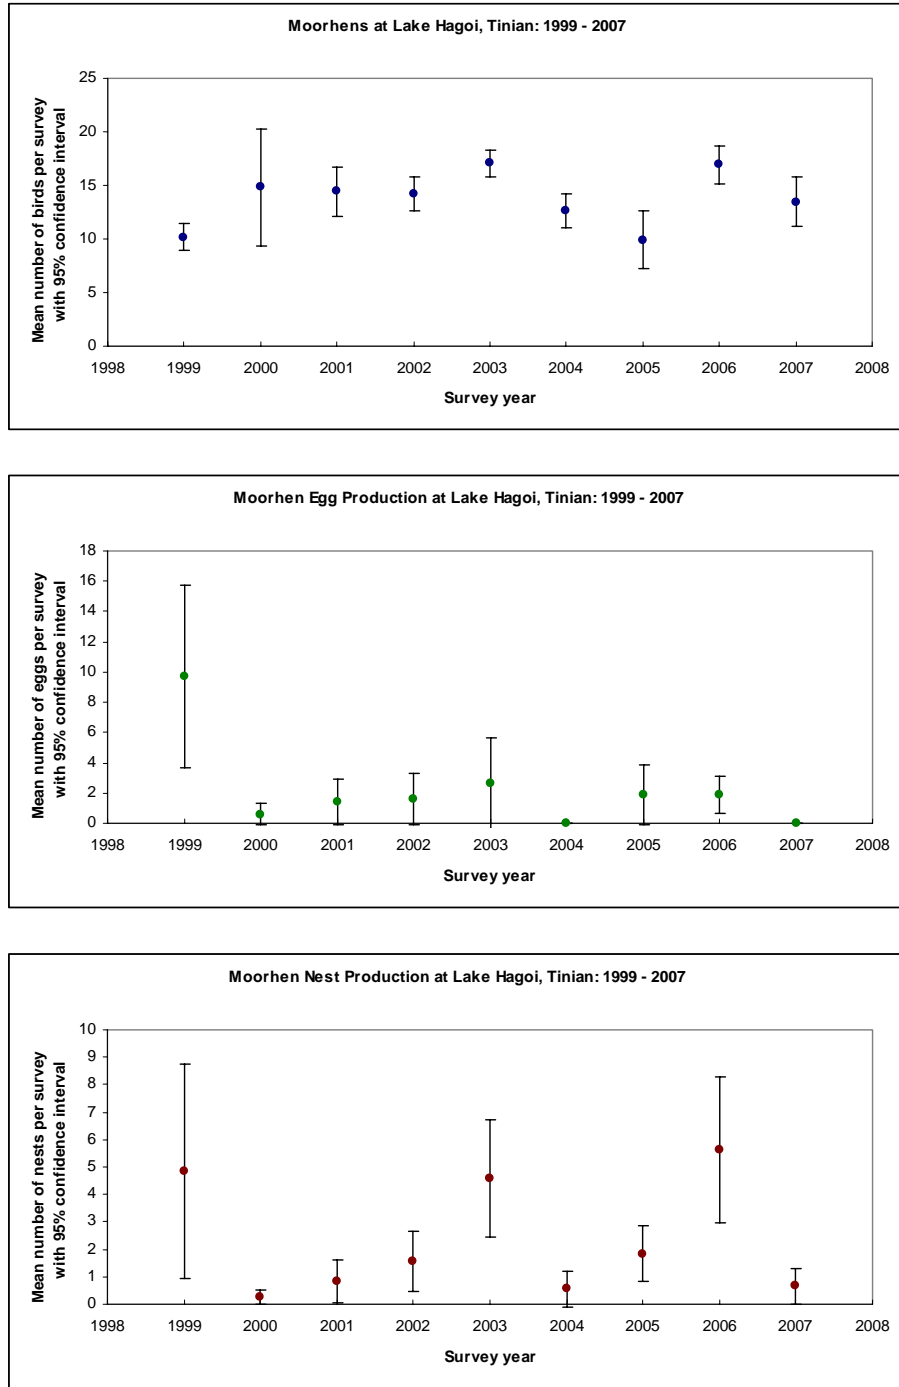 Moorhens at Lake Hagoi, Tinian: 1999 - 2007
Mean number of birds per survey
with 95% confidence interval
25
20
15
10
5
0
1998 1999 2000 2001 2002 2003 2004 2005 2006 2007 2008
Survey year
Moorhen Egg Production at Lake Hagoi, Tinian: 1999 - 2007
Mean number of eggs per survey
with 95% confidence interval
18
16
14
12
10
8
6
4
2
0
1998 1999 2000 2001 2002 2003 2004 2005 2006 2007 2008
Survey year
Moorhen Nest Production at Lake Hagoi, Tinian: 1999 - 2007
Mean number of nests per survey
with 95% confidence interval
10
9
8
7
6
5
4
3
2
1
0
1998 1999 2000 2001 2002 2003 2004 2005 2006 2007 2008
Survey year